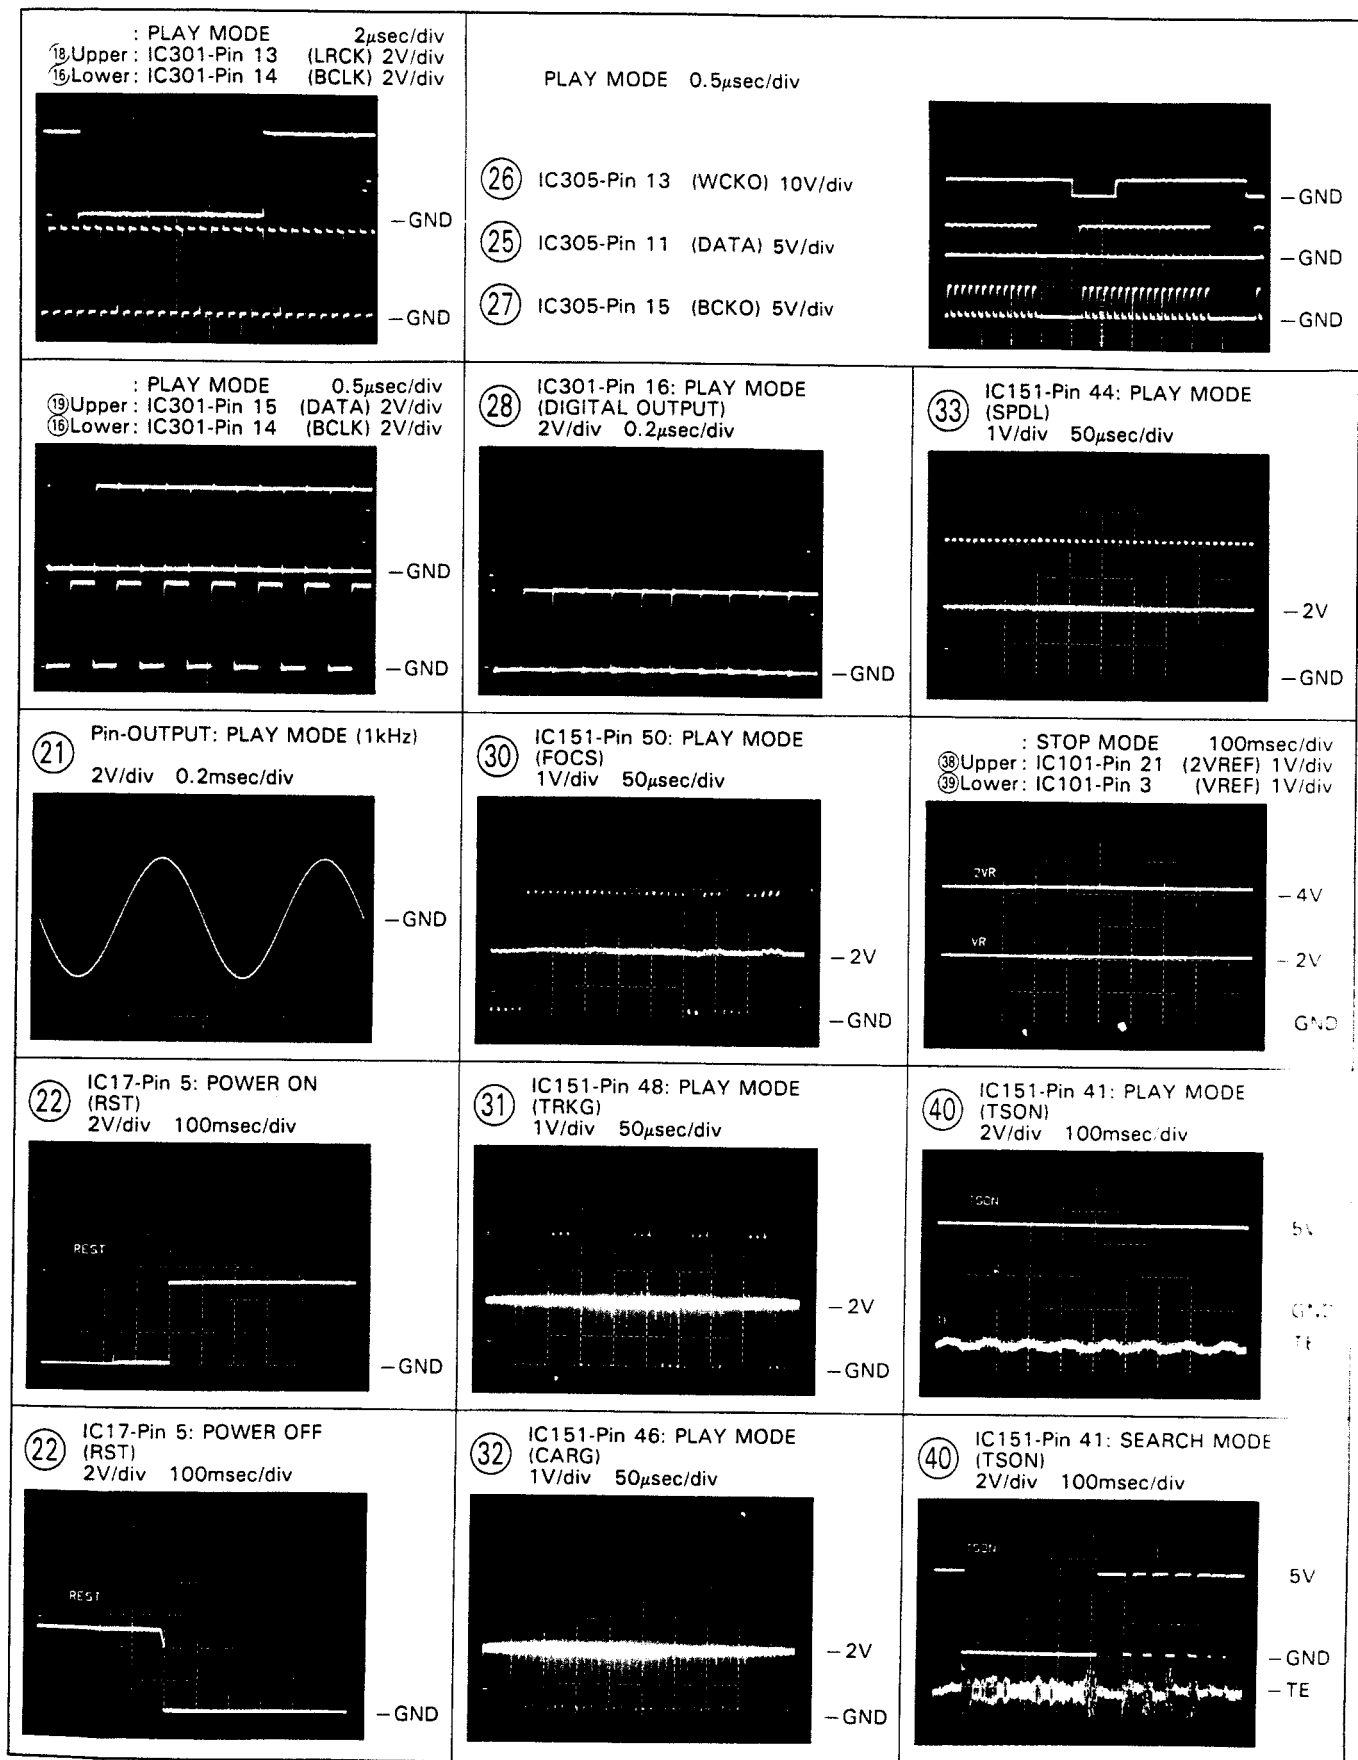 : PLAY MODE 2μsec/div
⑱Upper: IC301-Pin 13 (LRCK) 2V/div
⑯Lower: IC301-Pin 14 (BCLK) 2V/div
-GND
-GND
PLAY MODE 0.5μsec/div
㉖ IC305-Pin 13 (WCKO) 10V/div
㉕ IC305-Pin 11 (DATA) 5V/div
㉗ IC305-Pin 15 (BCKO) 5V/div
-GND
-GND
-GND
: PLAY MODE 0.5μsec/div
⑲Upper: IC301-Pin 15 (DATA) 2V/div
⑯Lower: IC301-Pin 14 (BCLK) 2V/div
-GND
-GND
㉘ IC301-Pin 16: PLAY MODE
(DIGITAL OUTPUT)
2V/div 0.2μsec/div
-GND
㉝ IC151-Pin 44: PLAY MODE
(SPDL)
1V/div 50μsec/div
-2V
-GND
㉑ Pin-OUTPUT: PLAY MODE (1kHz)
2V/div 0.2msec/div
-GND
㉚ IC151-Pin 50: PLAY MODE
(FOCS)
1V/div 50μsec/div
-2V
-GND
: STOP MODE 100msec/div
㊳Upper: IC101-Pin 21 (2VREF) 1V/div
㊴Lower: IC101-Pin 3 (VREF) 1V/div
2VR
-4V
VR
-2V
GND
㉒ IC17-Pin 5: POWER ON
(RST)
2V/div 100msec/div
REST
-GND
㉛ IC151-Pin 48: PLAY MODE
(TRKG)
1V/div 50μsec/div
-2V
-GND
㊵ IC151-Pin 41: PLAY MODE
(TSON)
2V/div 100msec/div
TSON
5V
GND
TE
㉒ IC17-Pin 5: POWER OFF
(RST)
2V/div 100msec/div
REST
-GND
㉜ IC151-Pin 46: PLAY MODE
(CARG)
1V/div 50μsec/div
-2V
-GND
㊵ IC151-Pin 41: SEARCH MODE
(TSON)
2V/div 100msec/div
TSON
5V
-GND
-TE